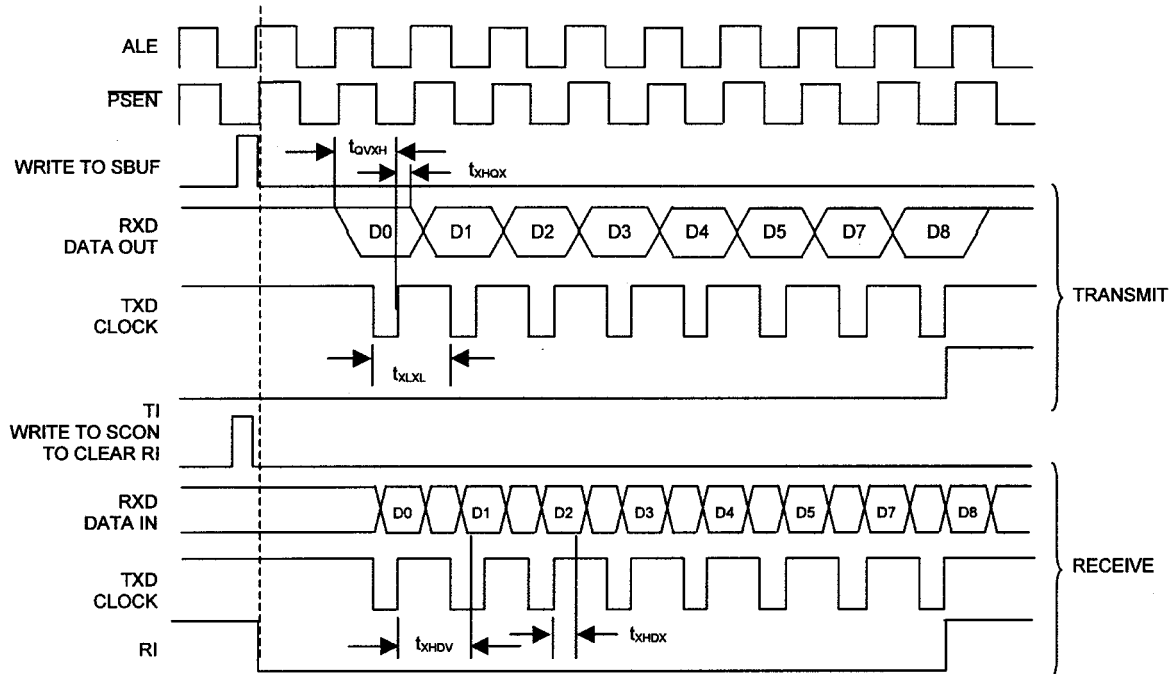 ALE
PSEN
WRITE TO SBUF
tQVXH
tXHQX
RXD
DATA OUT
D0 D1 D2 D3 D4 D5 D7 D8
TXD
CLOCK
TRANSMIT
tXLXL
TI
WRITE TO SCON
TO CLEAR RI
RXD
DATA IN
D0 D1 D2 D3 D4 D5 D7 D8
TXD
CLOCK
RECEIVE
tXHDV
tXHDX
RI